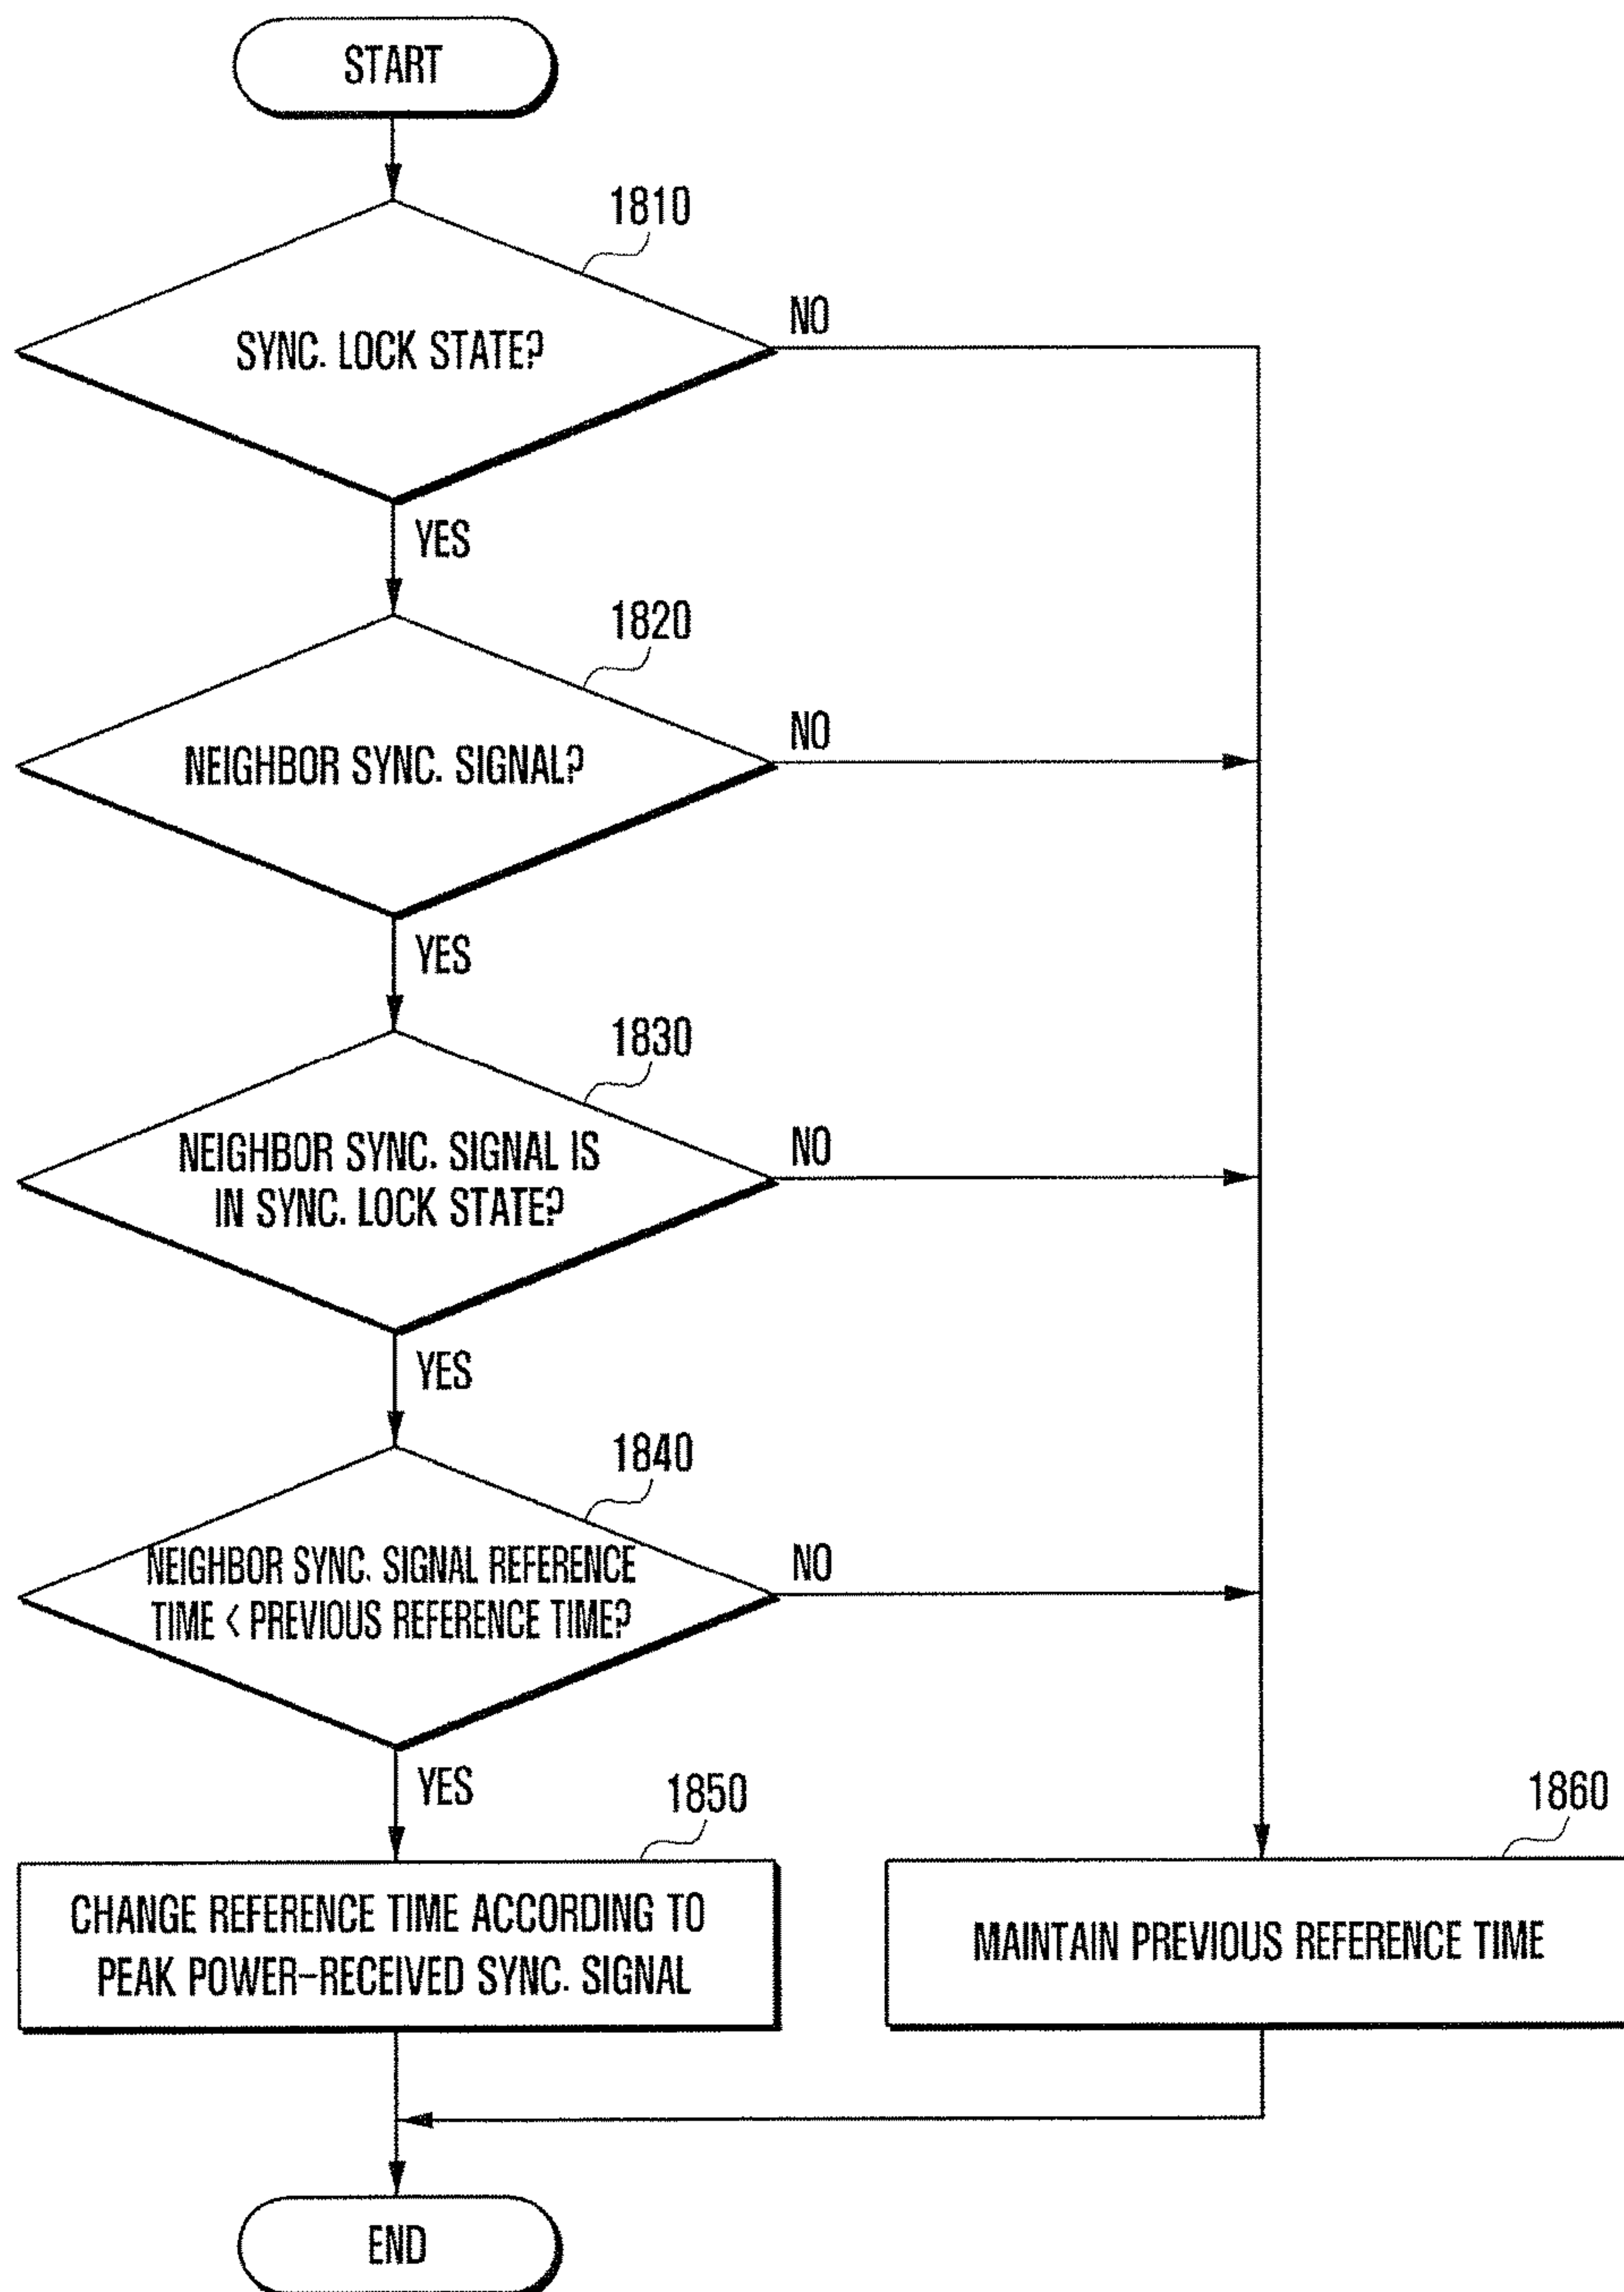 START
1810
SYNC. LOCK STATE?
NO
YES
1820
NEIGHBOR SYNC. SIGNAL?
NO
YES
1830
NEIGHBOR SYNC. SIGNAL IS
IN SYNC. LOCK STATE?
NO
YES
1840
NEIGHBOR SYNC. SIGNAL REFERENCE
TIME < PREVIOUS REFERENCE TIME?
NO
YES
1850
CHANGE REFERENCE TIME ACCORDING TO
PEAK POWER-RECEIVED SYNC. SIGNAL
1860
MAINTAIN PREVIOUS REFERENCE TIME
END